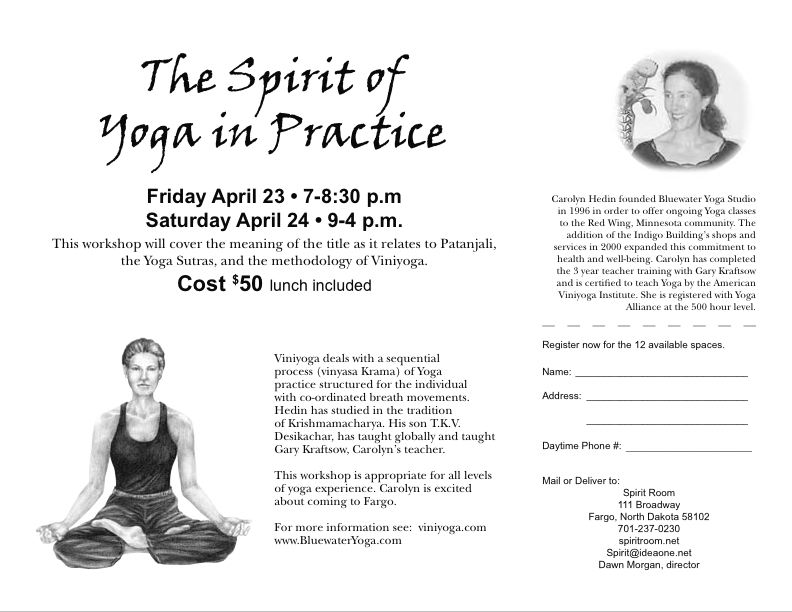 The Spirit of
Yoga in Practice
Friday April 23 • 7-8:30 p.m
Saturday April 24 • 9-4 p.m.
This workshop will cover the meaning of the title as it relates to Patanjali,
the Yoga Sutras, and the methodology of Viniyoga.
Cost $50 lunch included
Viniyoga deals with a sequential
process (vinyasa Krama) of Yoga
practice structured for the individual
with co-ordinated breath movements.
Hedin has studied in the tradition
of Krishmamacharya. His son T.K.V.
Desikachar, has taught globally and taught
Gary Kraftsow, Carolyn's teacher.
This workshop is appropriate for all levels
of yoga experience. Carolyn is excited
about coming to Fargo.
For more information see: viniyoga.com
www.BluewaterYoga.com
Carolyn Hedin founded Bluewater Yoga Studio
in 1996 in order to offer ongoing Yoga classes
to the Red Wing, Minnesota community. The
addition of the Indigo Building's shops and
services in 2000 expanded this commitment to
health and well-being. Carolyn has completed
the 3 year teacher training with Gary Kraftsow
and is certified to teach Yoga by the American
Viniyoga Institute. She is registered with Yoga
Alliance at the 500 hour level.
Register now for the 12 available spaces.
Name:
Address:
Daytime Phone #:
Mail or Deliver to:
Spirit Room
111 Broadway
Fargo, North Dakota 58102
701-237-0230
spiritroom.net
Spirit@ideaone.net
Dawn Morgan, director